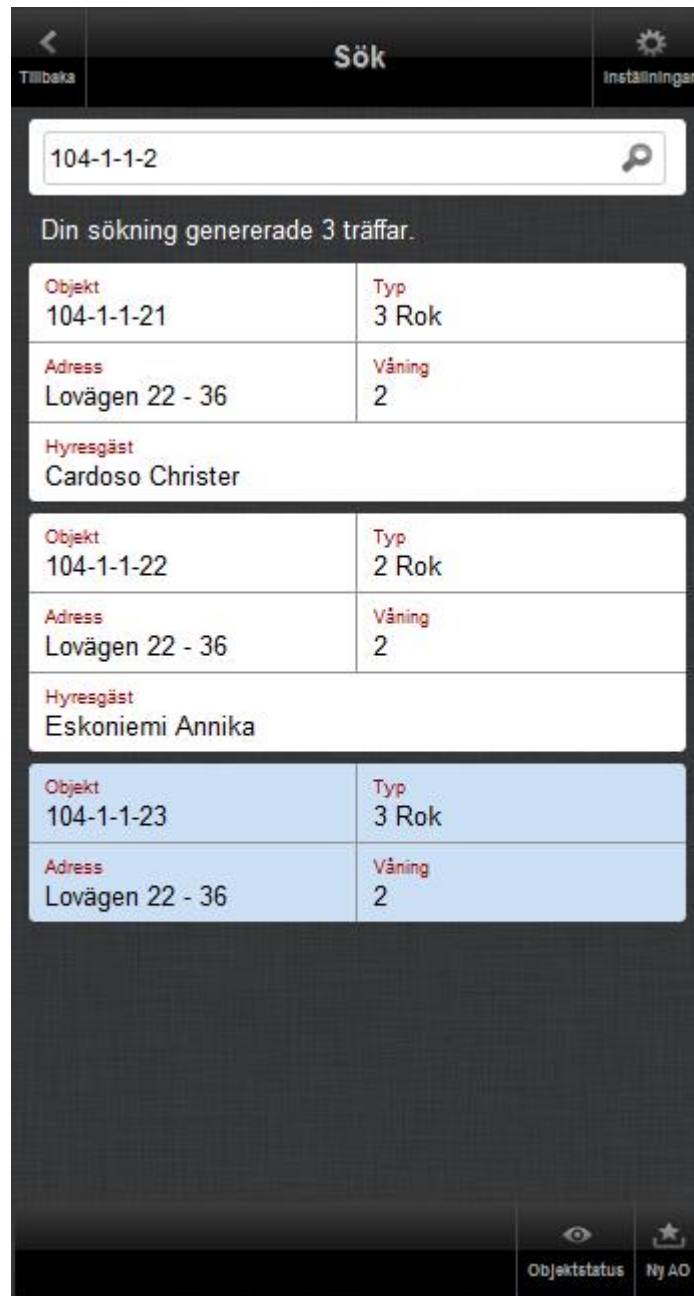 Sök
Tillbaka
Inställningar
104-1-1-2
Din sökning genererade 3 träffar.
Objekt Typ
104-1-1-21 3 Rok
Adress Våning
Lovägen 22 - 36 2
Hyresgäst
Cardoso Christer
Objekt Typ
104-1-1-22 2 Rok
Adress Våning
Lovägen 22 - 36 2
Hyresgäst
Eskoniemi Annika
Objekt Typ
104-1-1-23 3 Rok
Adress Våning
Lovägen 22 - 36 2
Objektstatus Ny AO